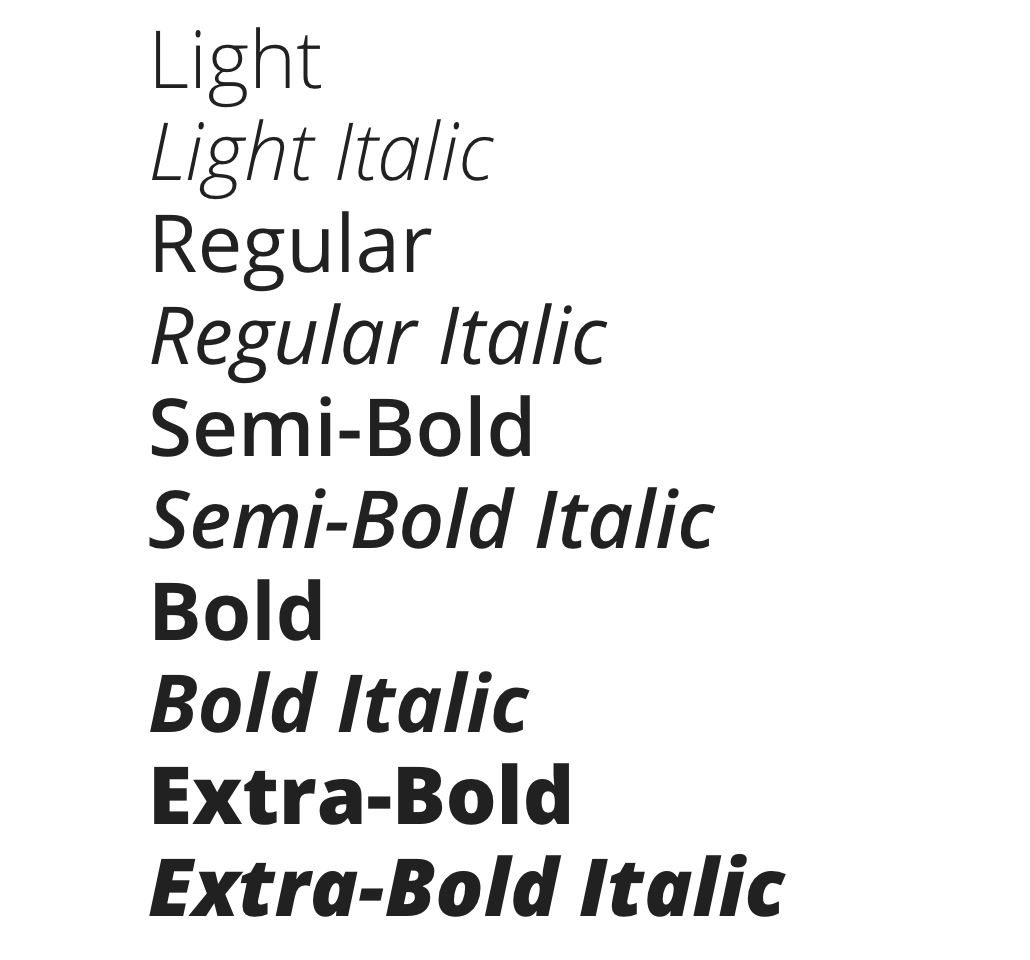 Light
Light Italic
Regular
Regular Italic
Semi-Bold
Semi-Bold Italic
Bold
Bold Italic
Extra-Bold
Extra-Bold Italic